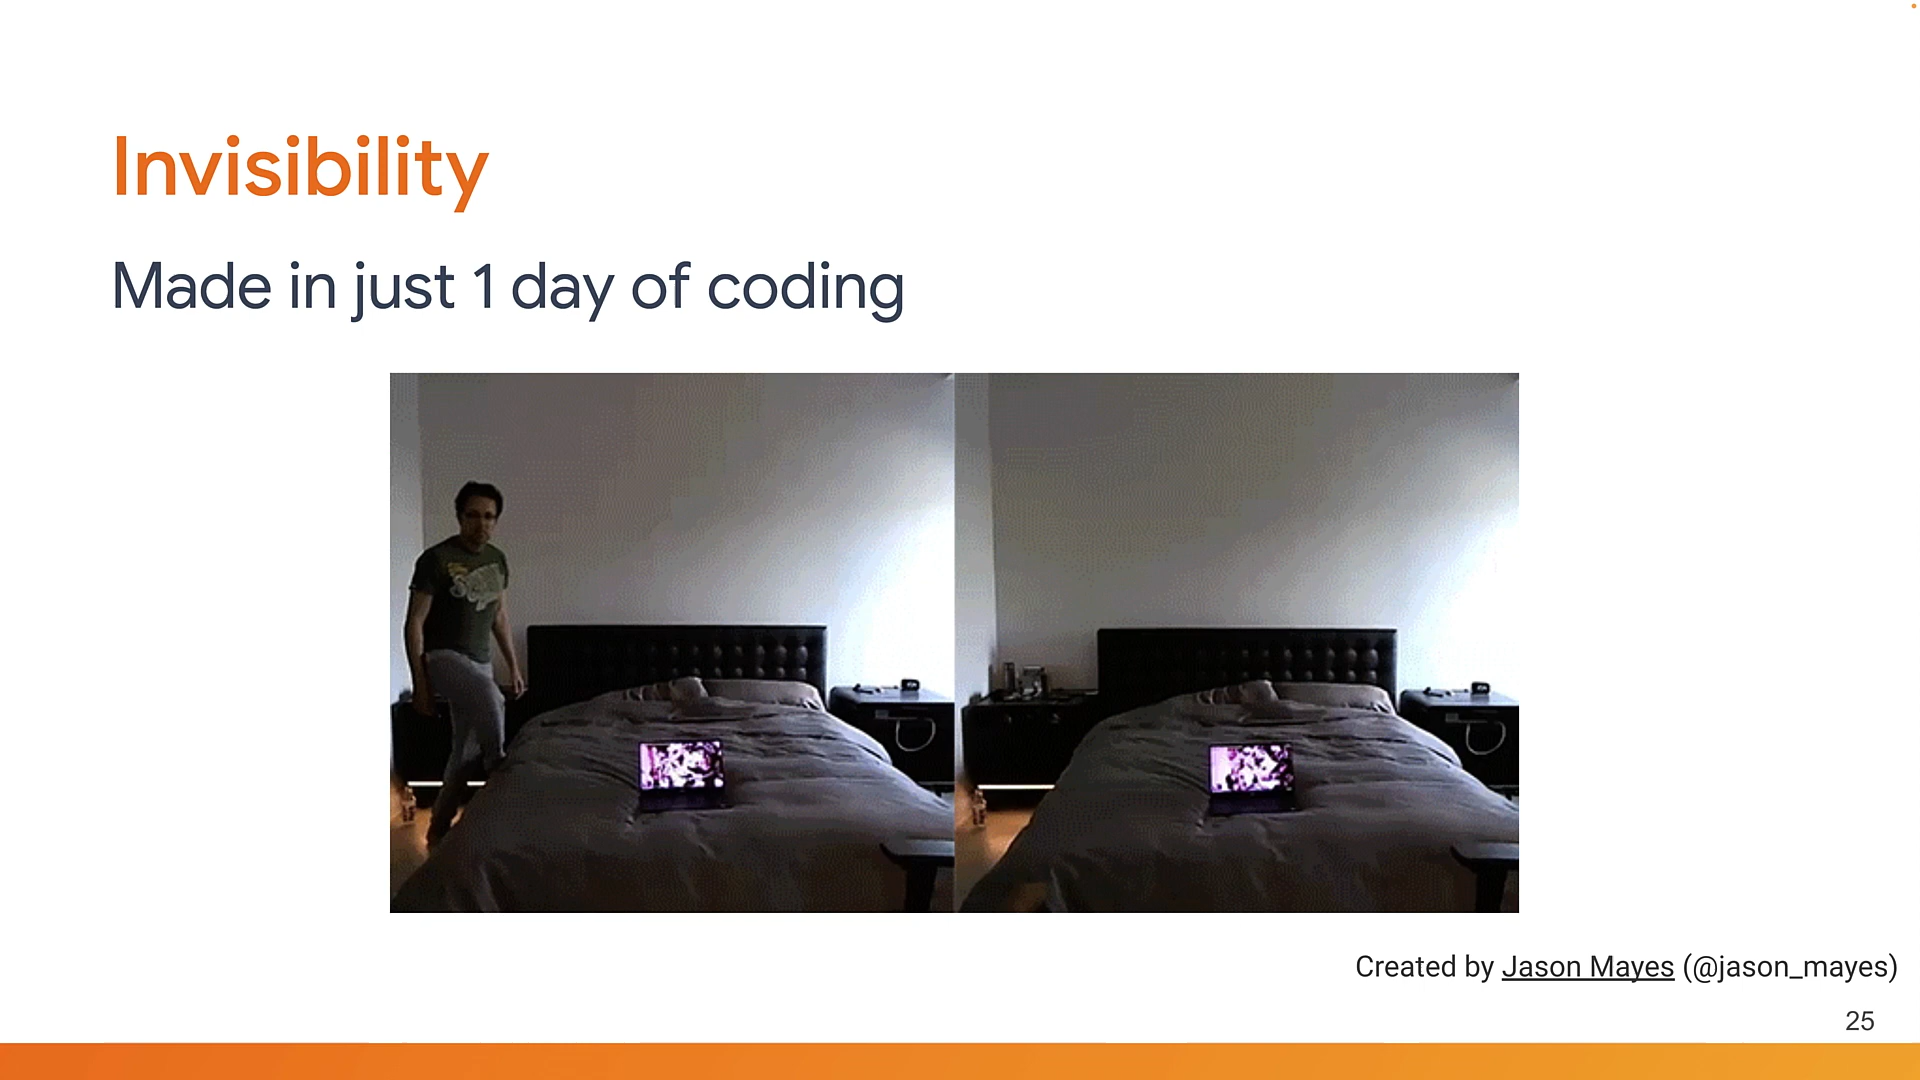 Invisibility
Made in just 1 day of coding
Created by Jason Mayes (@jason_mayes)
25